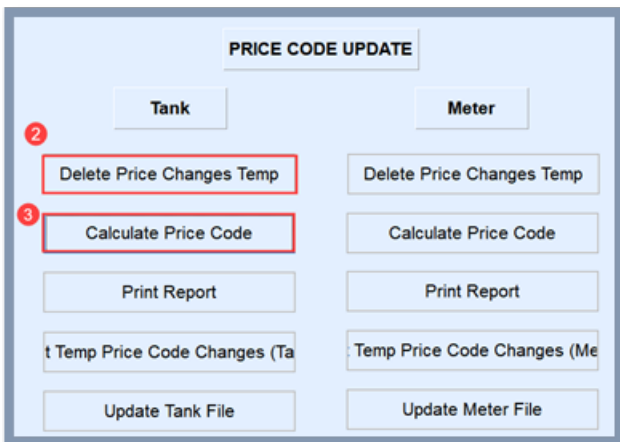 PRICE CODE UPDATE
Tank
Meter
2
Delete Price Changes Temp
Delete Price Changes Temp
3
Calculate Price Code
Calculate Price Code
Print Report
Print Report
t Temp Price Code Changes (Ta
: Temp Price Code Changes (Me
Update Tank File
Update Meter File